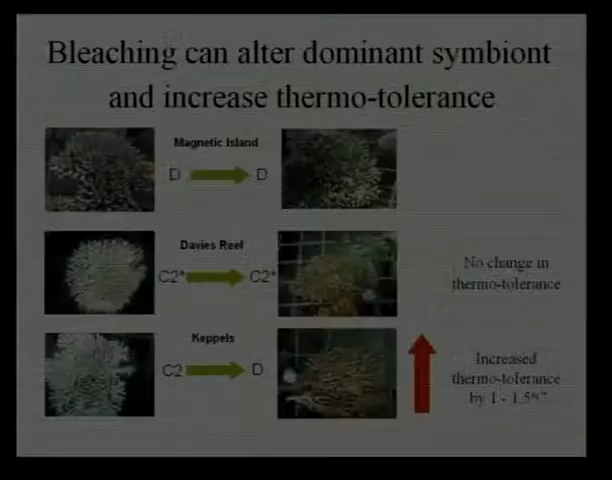 Bleaching can alter dominant symbiont
and increase thermo-tolerance
Magnetic Island
D D
Davies Reef
C2* C2*
No change in
thermo-tolerance
Keppels
C2 D
Increased
thermo-tolerance
by 1 - 1.5